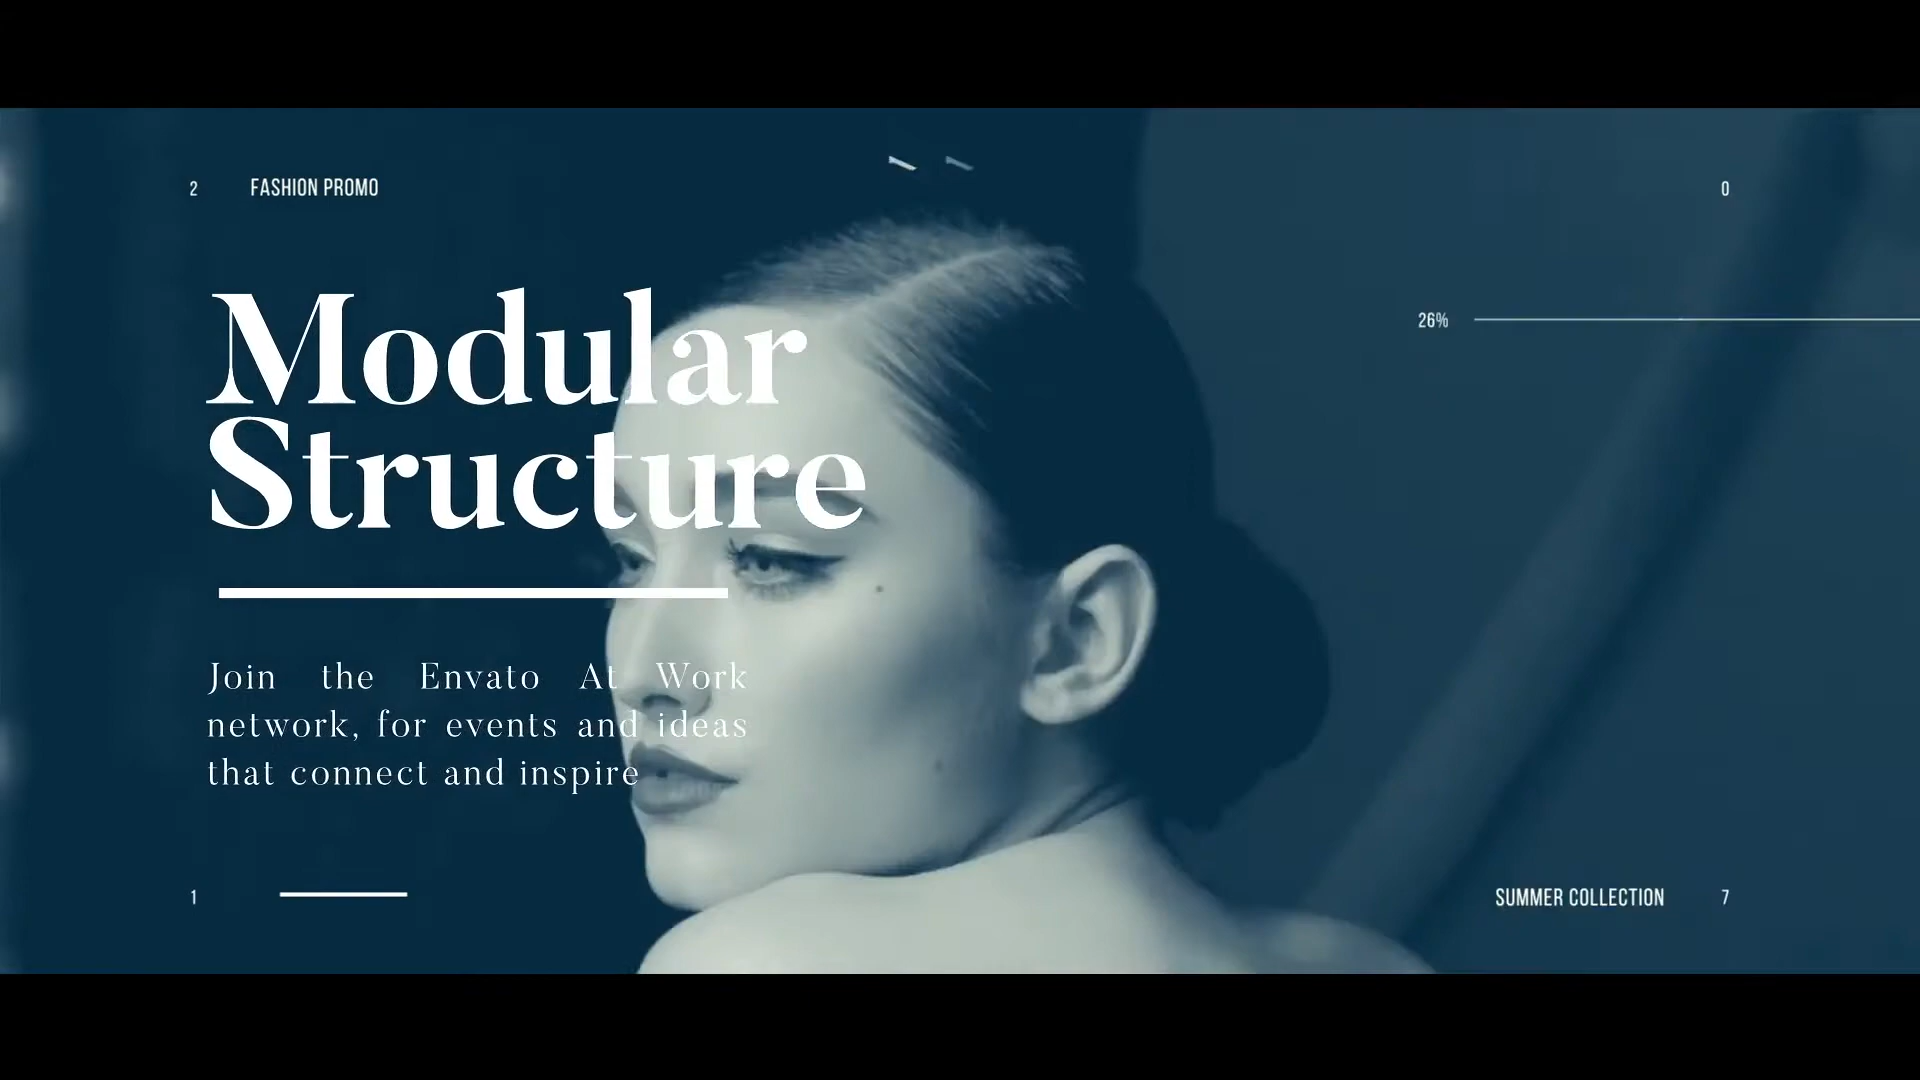 2 FASHION PROMO
0
26%
Modular
Structure
Join the Envato At Work
network, for events and ideas
that connect and inspire
1
SUMMER COLLECTION 7